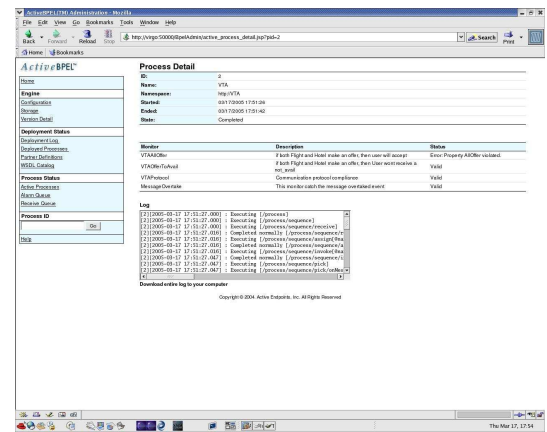 ActiveBPEL(TM) Administration - Mozilla
File Edit View Go Bookmarks Tools Window Help
Back Forward Reload Stop http://virgo:50000/BpelAdmin/active_process_detail.jsp?pid=2 Search Print
Home Bookmarks
ActiveBPEL™
Home
Engine
Configuration
Storage
Version Detail
Deployment Status
Deployment Log
Deployed Processes
Partner Definitions
WSDL Catalog
Process Status
Active Processes
Alarm Queue
Receive Queue
Process ID
Go
Help
Process Detail
ID: 2
Name: VTA
Namespace: http://VTA
Started: 03/17/2005 17:51:26
Ended: 03/17/2005 17:51:42
State: Completed
Monitor Description Status
VTAAllOffer if both Flight and Hotel make an offer, then user will accept Error: Property AllOffer violated.
VTAOfferToAvail if both Flight and Hotel make an offer, then User wont receive a not_avail Valid
VTAProtocol Communication protocol compliance Valid
MessageOvertake This monitor catch the message overtaked event Valid
Log
[2][2005-03-17 17:51:27.000] : Executing [/process]
[2][2005-03-17 17:51:27.000] : Executing [/process/sequence]
[2][2005-03-17 17:51:27.000] : Executing [/process/sequence/receive]
[2][2005-03-17 17:51:27.016] : Completed normally [/process/sequence/r
[2][2005-03-17 17:51:27.016] : Executing [/process/sequence/assign[@na
[2][2005-03-17 17:51:27.016] : Completed normally [/process/sequence/a
[2][2005-03-17 17:51:27.016] : Executing [/process/sequence/invoke[@na
[2][2005-03-17 17:51:27.047] : Completed normally [/process/sequence/i
[2][2005-03-17 17:51:27.047] : Executing [/process/sequence/pick]
[2][2005-03-17 17:51:27.047] : Executing [/process/sequence/pick/onMes
Download entire log to your computer
Copyright © 2004. Active Endpoints, Inc. All Rights Reserved
Thu Mar 17, 17:54